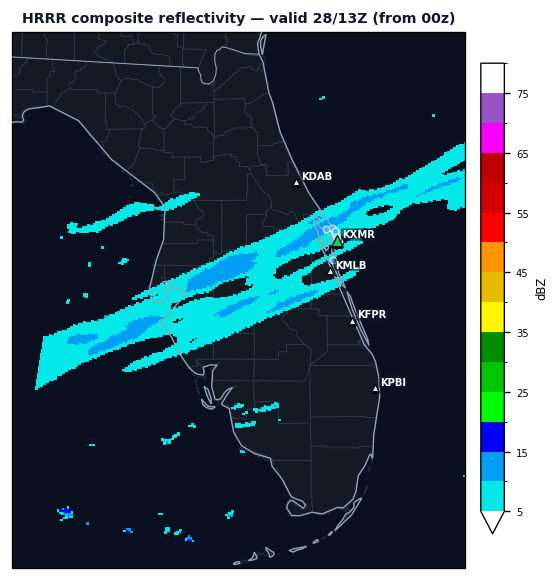 HRRR composite reflectivity — valid 28/13Z (from 00z)
KDAB
KXMR
KMLB
KFPR
KPBI
75
65
55
45
35
25
15
5
dBZ